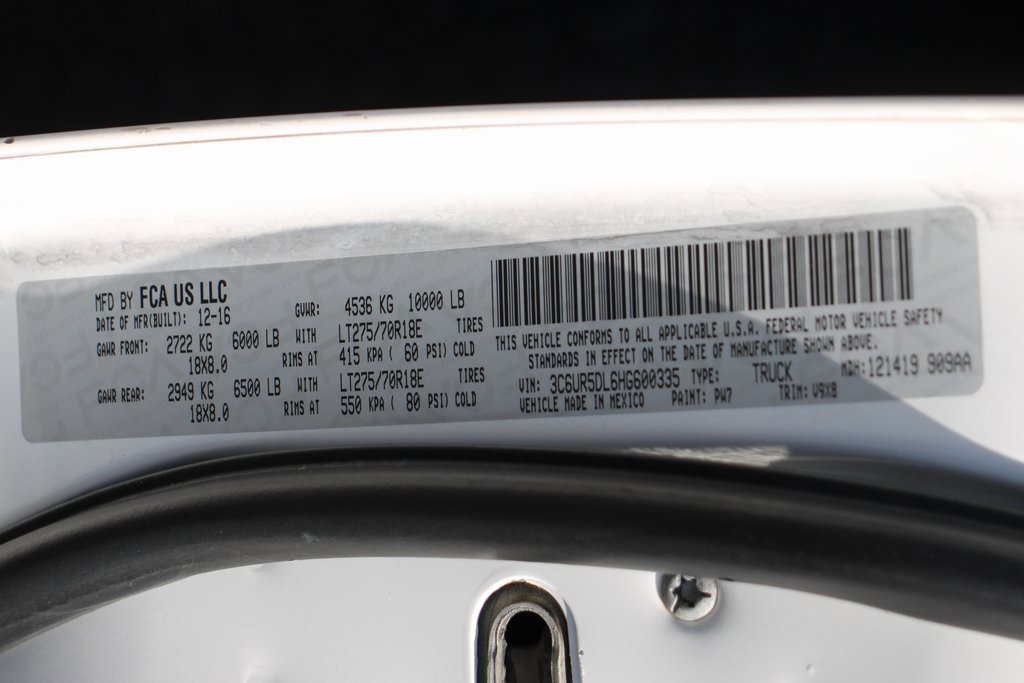 MFD BY FCA US LLC
DATE OF MFR(BUILT): 12-16 GVWR: 4536 KG 10000 LB
GAWR FRONT: 2722 KG 6000 LB WITH LT275/70R18E TIRES
18X8.0 RIMS AT 415 KPA ( 60 PSI) COLD
GAWR REAR: 2949 KG 6500 LB WITH LT275/70R18E TIRES
18X8.0 RIMS AT 550 KPA ( 80 PSI) COLD
THIS VEHICLE CONFORMS TO ALL APPLICABLE U.S.A. FEDERAL MOTOR VEHICLE SAFETY
STANDARDS IN EFFECT ON THE DATE OF MANUFACTURE SHOWN ABOVE.
VIN: 3C6UR5DL6HG600335 TYPE: TRUCK MDH: 121419 909AA
VEHICLE MADE IN MEXICO PAINT: PW7 TRIM: V9X8